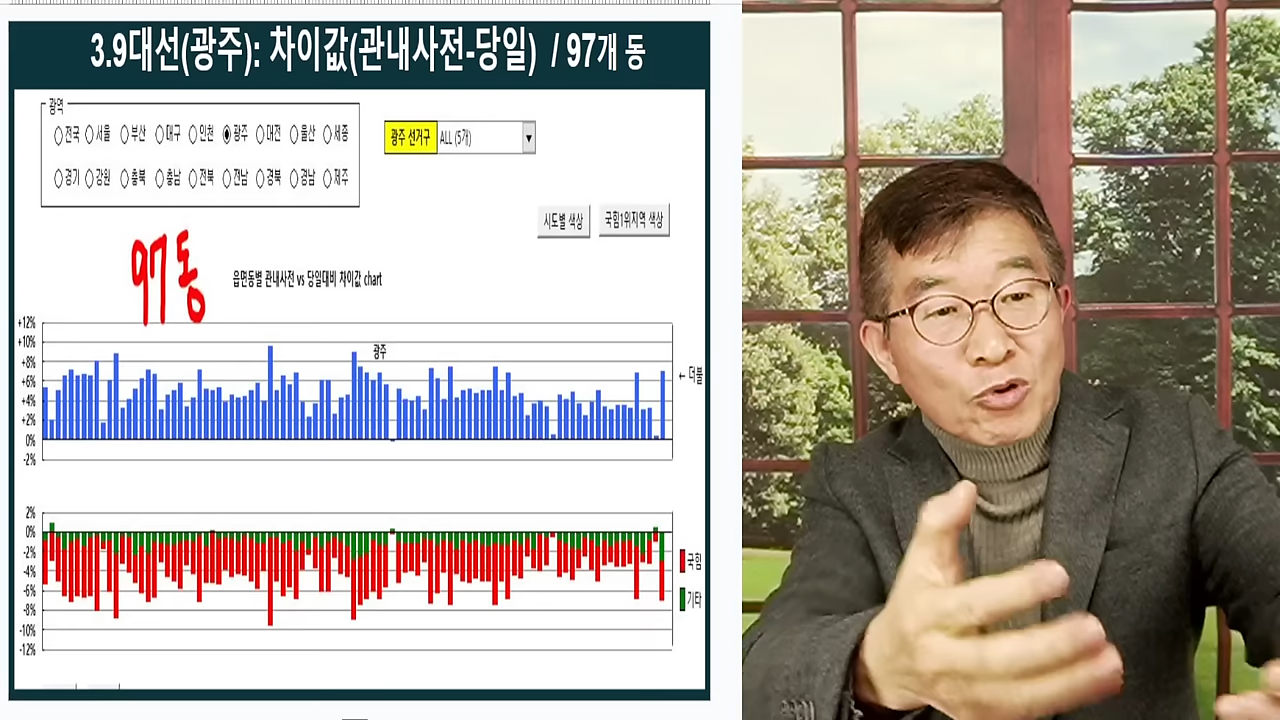 3.9대선(광주): 차이값(관내사전-당일) / 97개 동
광역
전국 서울 부산 대구 인천 광주 대전 울산 세종
경기 강원 충북 충남 전북 전남 경북 경남 제주
광주 선거구 ALL (5개)
시도별 색상 국힘1위지역 색상
97동
읍면동별 관내사전 vs 당일대비 차이값 chart
+12%
+10%
+8%
+6%
+4%
+2%
0%
-2%
광주
← 더불
2%
0%
-2%
-4%
-6%
-8%
-10%
-12%
국힘
기타